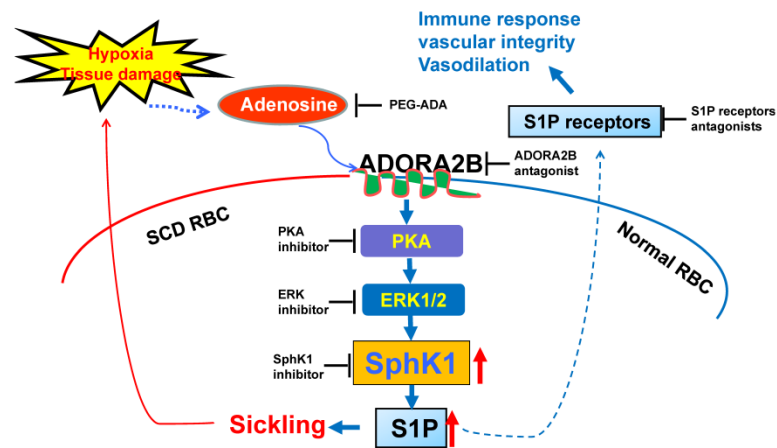 Immune response
vascular integrity
Vasodilation
Hypoxia
Tissue damage
Adenosine
PEG-ADA
S1P receptors
S1P receptors
antagonists
ADORA2B
ADORA2B
antagonist
SCD RBC
Normal RBC
PKA
inhibitor
PKA
ERK
inhibitor
ERK1/2
SphK1
inhibitor
SphK1
Sickling
S1P